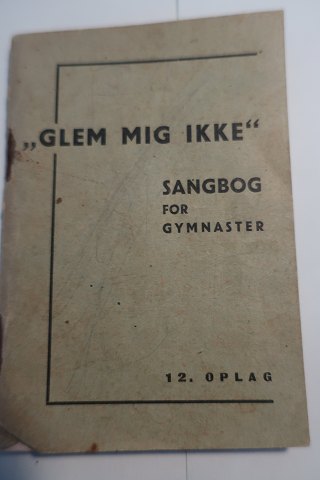 „GLEM MIG IKKE“
SANGBOG
FOR
GYMNASTER
12. OPLAG